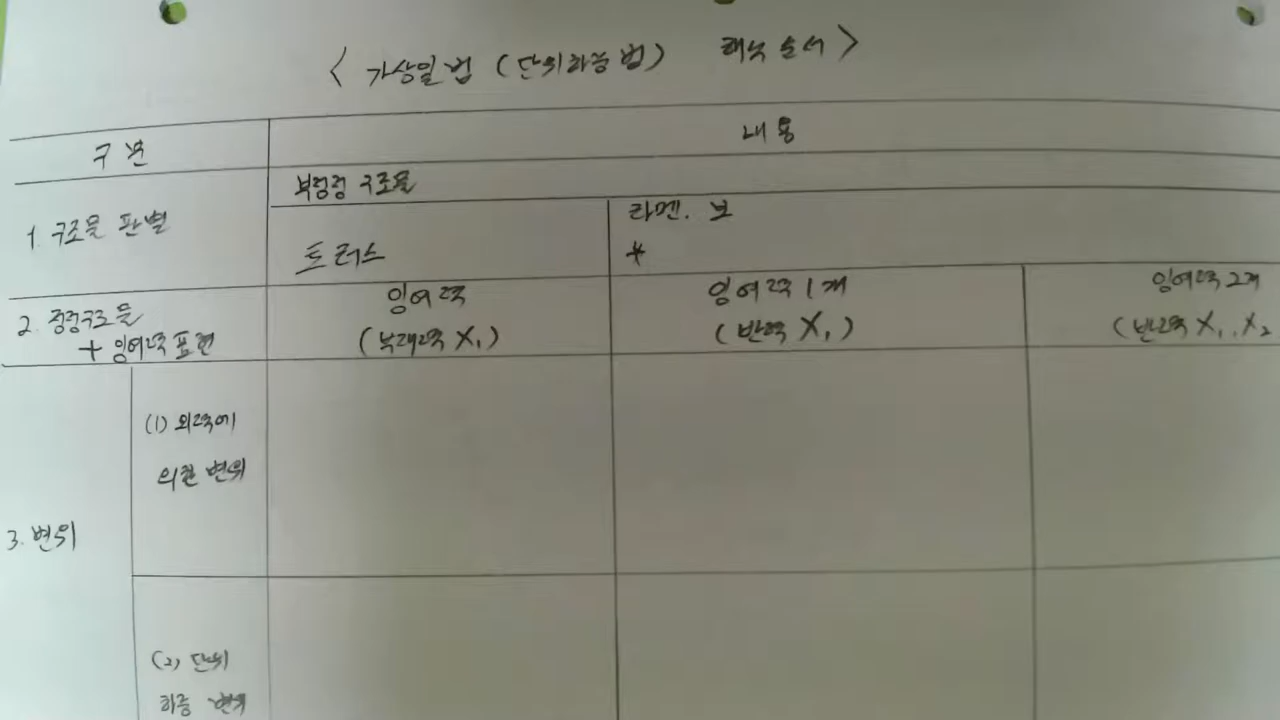 < 가상일법 (단위하중법) 해석순서 >
구분
내용
1. 구조물 판별
부정정 구조물
트러스
라멘. 보
*
2. 정정구조물
+ 잉여력 표현
잉여력
(부재력 X₁)
잉여력 1개
(반력 X₁)
잉여력 2개
(반력 X₁, X₂
3. 변위
(1) 외력에
의한 변위
(2) 단위
하중 변위